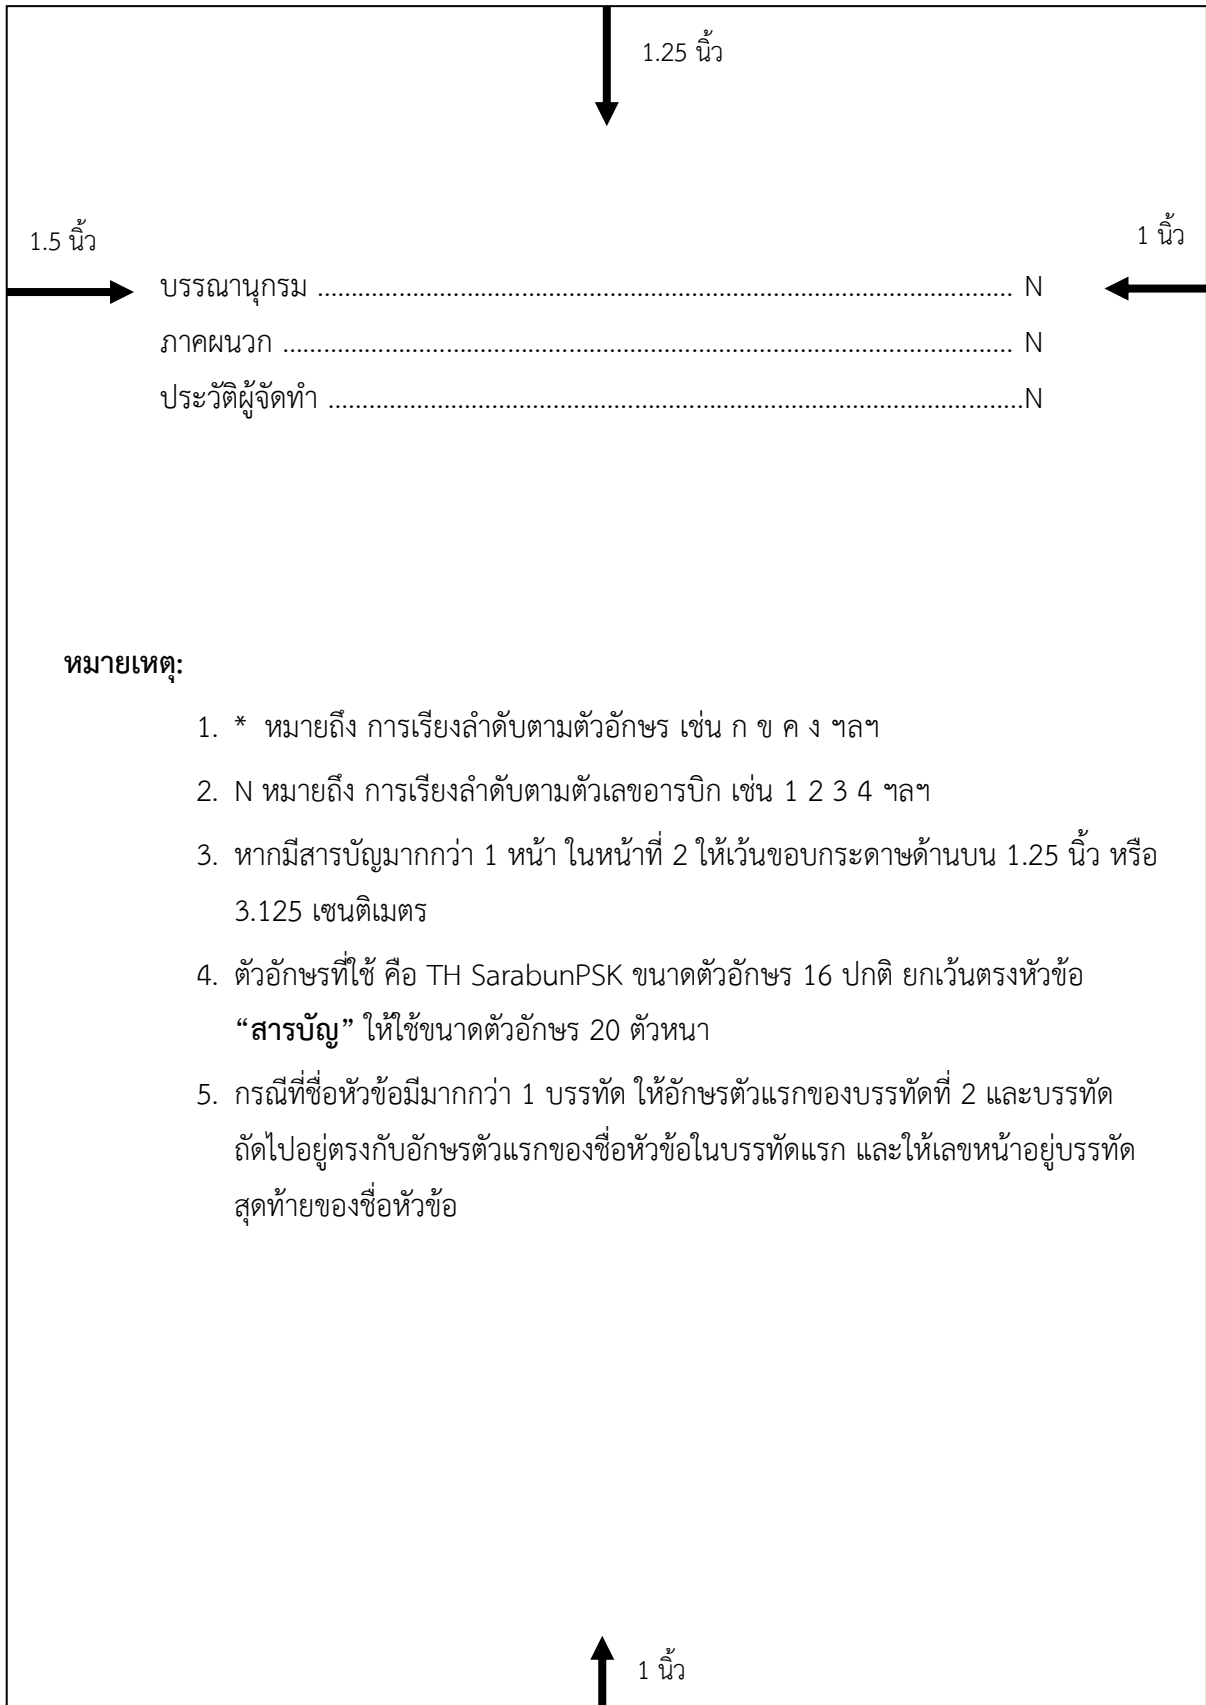 1.25 นิ้ว
1.5 นิ้ว
1 นิ้ว
บรรณานุกรม ....................................................................................................... N
ภาคผนวก ............................................................................................................ N
ประวัติผู้จัดทำ .......................................................................................................N
หมายเหตุ:
1. * หมายถึง การเรียงลำดับตามตัวอักษร เช่น ก ข ค ง ฯลฯ
2. N หมายถึง การเรียงลำดับตามตัวเลขอารบิก เช่น 1 2 3 4 ฯลฯ
3. หากมีสารบัญมากกว่า 1 หน้า ในหน้าที่ 2 ให้เว้นขอบกระดาษด้านบน 1.25 นิ้ว หรือ
3.125 เซนติเมตร
4. ตัวอักษรที่ใช้ คือ TH SarabunPSK ขนาดตัวอักษร 16 ปกติ ยกเว้นตรงหัวข้อ
“สารบัญ” ให้ใช้ขนาดตัวอักษร 20 ตัวหนา
5. กรณีที่ชื่อหัวข้อมีมากกว่า 1 บรรทัด ให้อักษรตัวแรกของบรรทัดที่ 2 และบรรทัด
ถัดไปอยู่ตรงกับอักษรตัวแรกของชื่อหัวข้อในบรรทัดแรก และให้เลขหน้าอยู่บรรทัด
สุดท้ายของชื่อหัวข้อ
1 นิ้ว